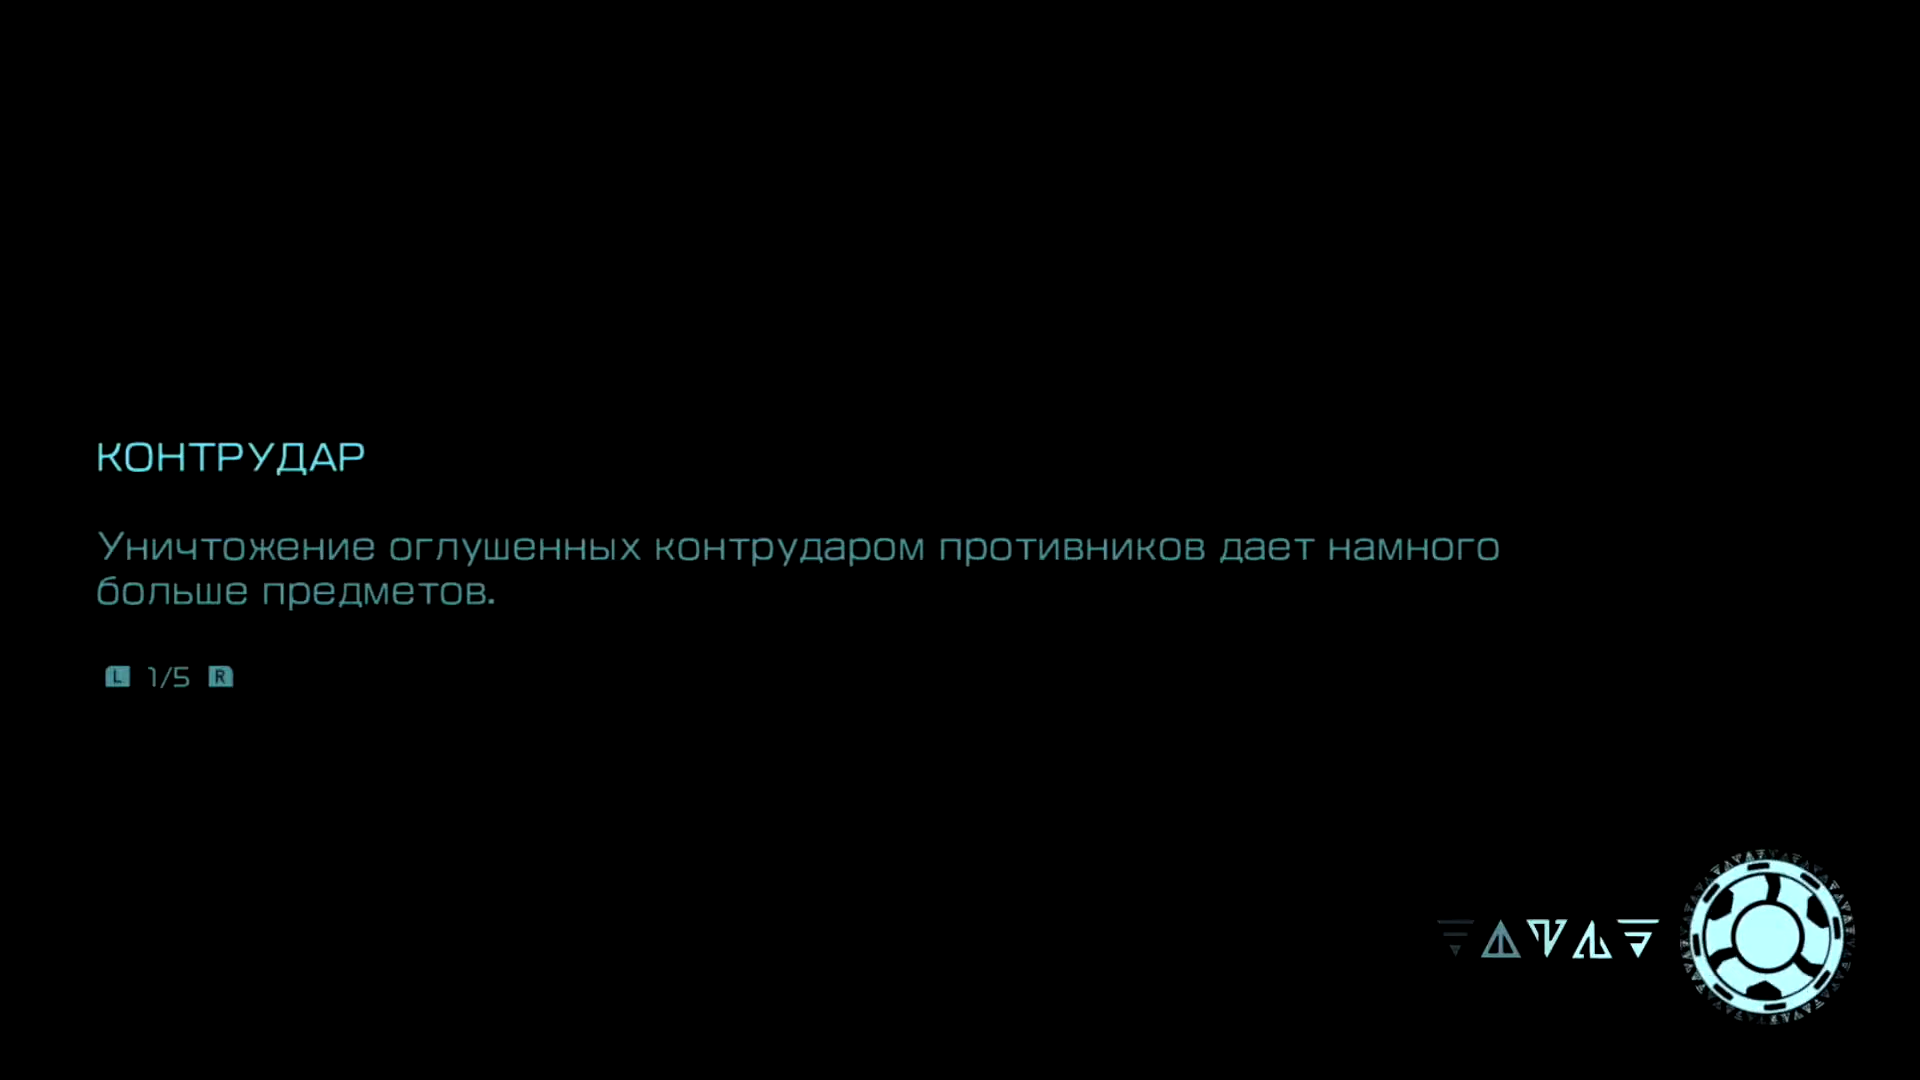 КОНТРУДАР
Уничтожение оглушенных контрударом противников дает намного
больше предметов.
L 1/5 R